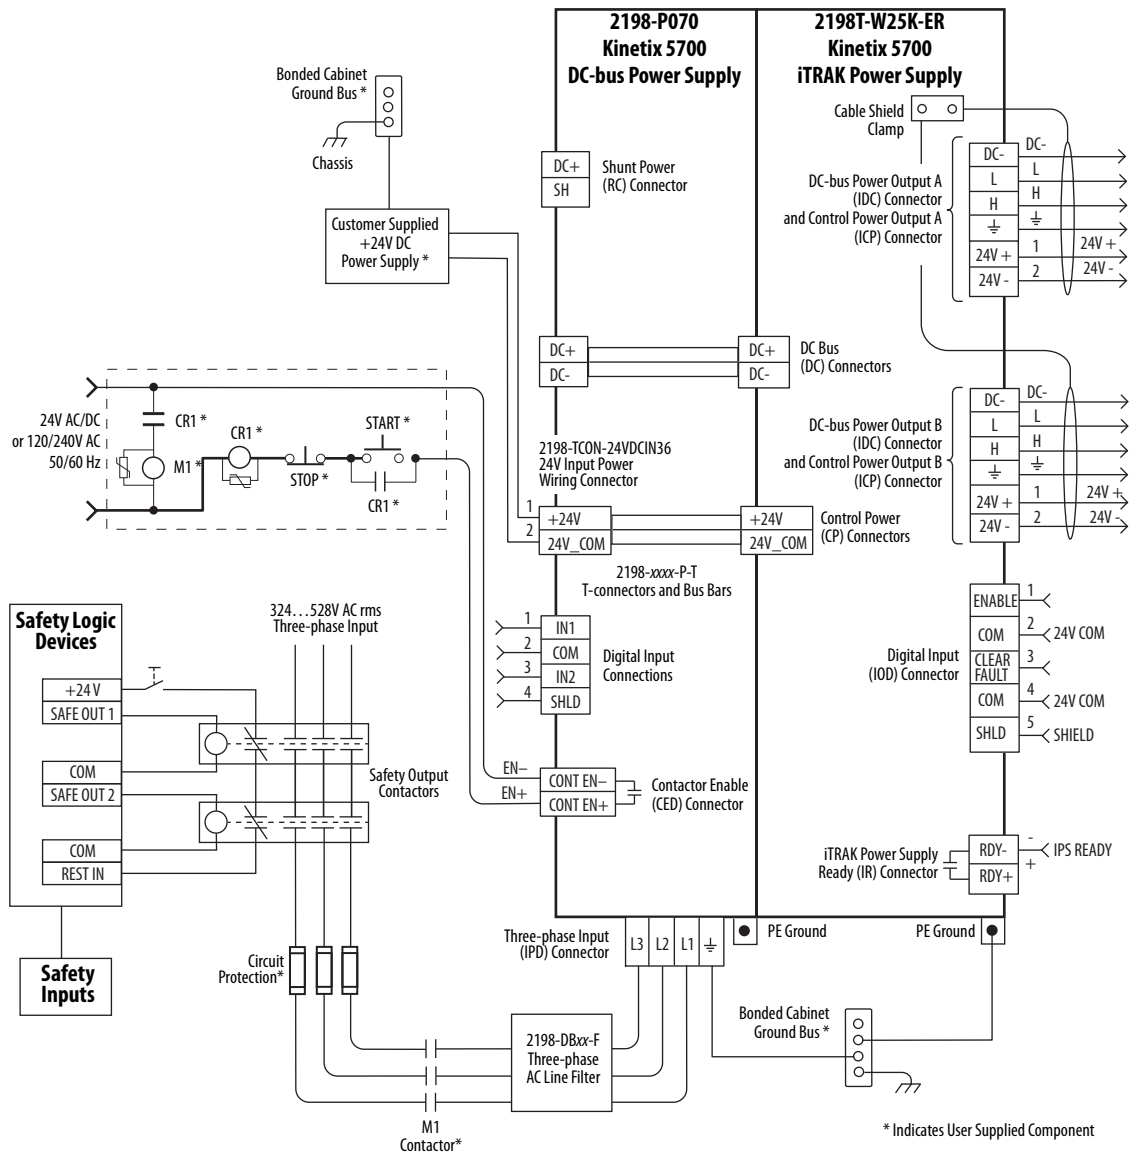 2198-P070
Kinetix 5700
DC-bus Power Supply
2198T-W25K-ER
Kinetix 5700
iTRAK Power Supply
Bonded Cabinet
Ground Bus *
Chassis
Customer Supplied
+24V DC
Power Supply *
DC+
SH
Shunt Power
(RC) Connector
Cable Shield
Clamp
DC-bus Power Output A
(IDC) Connector
and Control Power Output A
(ICP) Connector
DC- DC-
L L
H H
24V + 1 24V +
24V - 2 24V -
DC+
DC-
DC+
DC-
DC Bus
(DC) Connectors
24V AC/DC
or 120/240V AC
50/60 Hz
CR1 *
M1 *
CR1 *
STOP *
START *
CR1 *
2198-TCON-24VDCIN36
24V Input Power
Wiring Connector
1 +24V
2 24V_COM
+24V
24V_COM
Control Power
(CP) Connectors
2198-xxxx-P-T
T-connectors and Bus Bars
DC-bus Power Output B
(IDC) Connector
and Control Power Output B
(ICP) Connector
DC- DC-
L L
H H
24V + 1 24V +
24V - 2 24V -
Safety Logic
Devices
+24 V
SAFE OUT 1
COM
SAFE OUT 2
COM
REST IN
Safety
Inputs
324…528V AC rms
Three-phase Input
Safety Output
Contactors
1 IN1
2 COM
3 IN2
4 SHLD
Digital Input
Connections
EN– CONT EN–
EN+ CONT EN+
Contactor Enable
(CED) Connector
Digital Input
(IOD) Connector
ENABLE 1
COM 2 24V COM
CLEAR
FAULT 3
COM 4 24V COM
SHLD 5 SHIELD
iTRAK Power Supply
Ready (IR) Connector
RDY- - IPS READY
RDY+ +
Three-phase Input
(IPD) Connector
L3 L2 L1
PE Ground
PE Ground
Circuit
Protection*
2198-DBxx-F
Three-phase
AC Line Filter
M1
Contactor*
Bonded Cabinet
Ground Bus *
* Indicates User Supplied Component